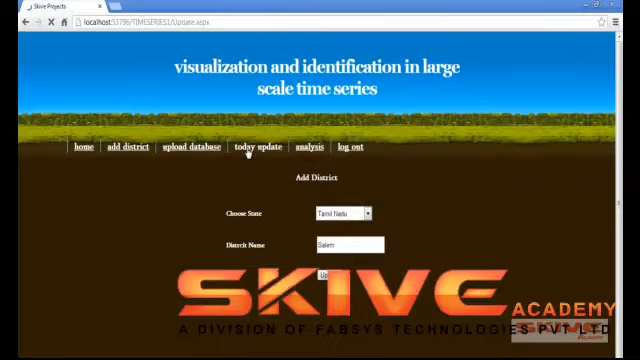 Skive Projects
localhost:53796/TIMESERIES1/Update.aspx
visualization and identification in large
scale time series
home add district upload database today update analysis log out
Add District
Choose State Tamil Nadu
Distrcit Name Salem
Up
SKIVE
ACADEMY
A DIVISION OF FABSYS TECHNOLOGIES PVT LTD